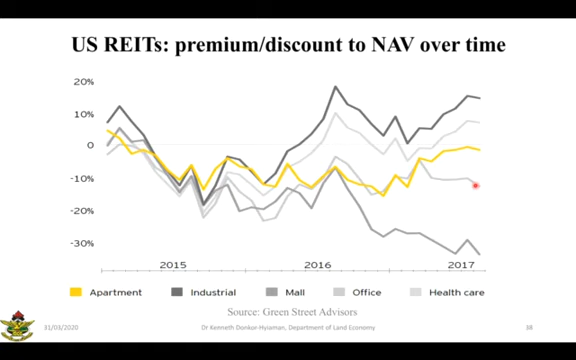 US REITs: premium/discount to NAV over time
20%
10%
0
-10%
-20%
-30%
2015 2016 2017
Apartment Industrial Mall Office Health care
Source: Green Street Advisors
31/03/2020 Dr Kenneth Donkor-Hyiaman, Department of Land Economy 38